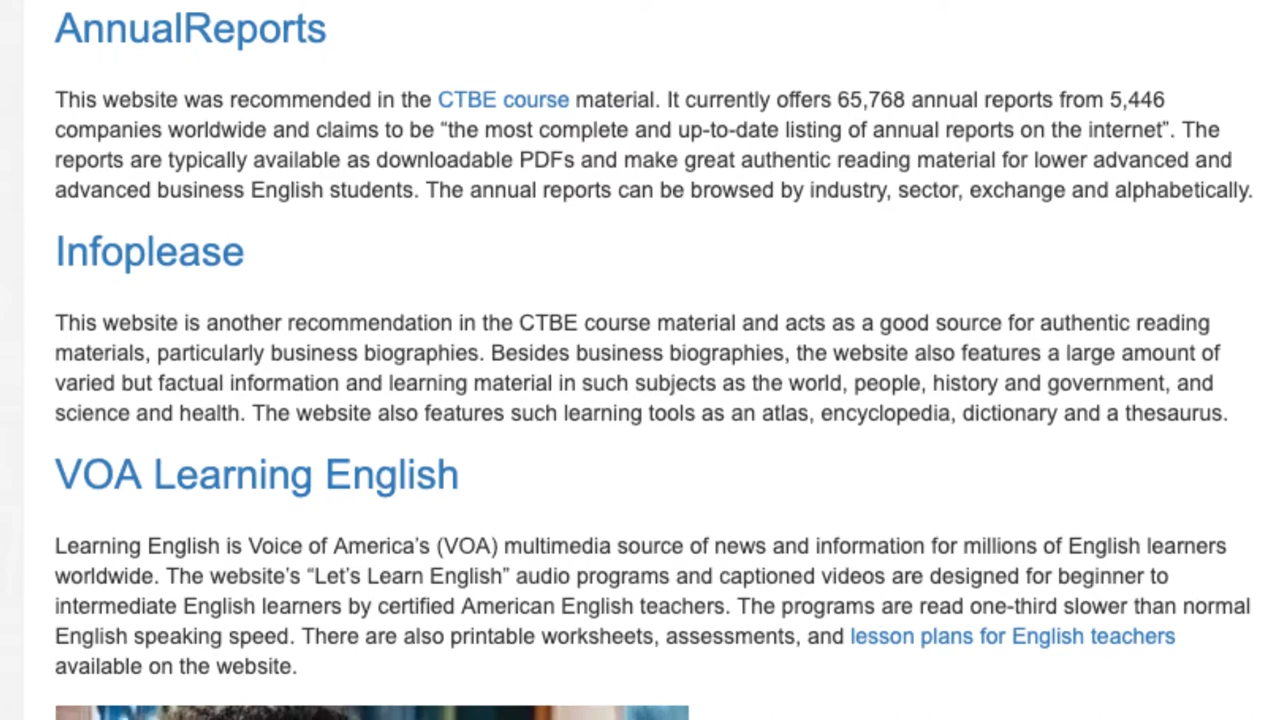 AnnualReports
This website was recommended in the CTBE course material. It currently offers 65,768 annual reports from 5,446
companies worldwide and claims to be “the most complete and up-to-date listing of annual reports on the internet”. The
reports are typically available as downloadable PDFs and make great authentic reading material for lower advanced and
advanced business English students. The annual reports can be browsed by industry, sector, exchange and alphabetically.
Infoplease
This website is another recommendation in the CTBE course material and acts as a good source for authentic reading
materials, particularly business biographies. Besides business biographies, the website also features a large amount of
varied but factual information and learning material in such subjects as the world, people, history and government, and
science and health. The website also features such learning tools as an atlas, encyclopedia, dictionary and a thesaurus.
VOA Learning English
Learning English is Voice of America’s (VOA) multimedia source of news and information for millions of English learners
worldwide. The website’s “Let’s Learn English” audio programs and captioned videos are designed for beginner to
intermediate English learners by certified American English teachers. The programs are read one-third slower than normal
English speaking speed. There are also printable worksheets, assessments, and lesson plans for English teachers
available on the website.